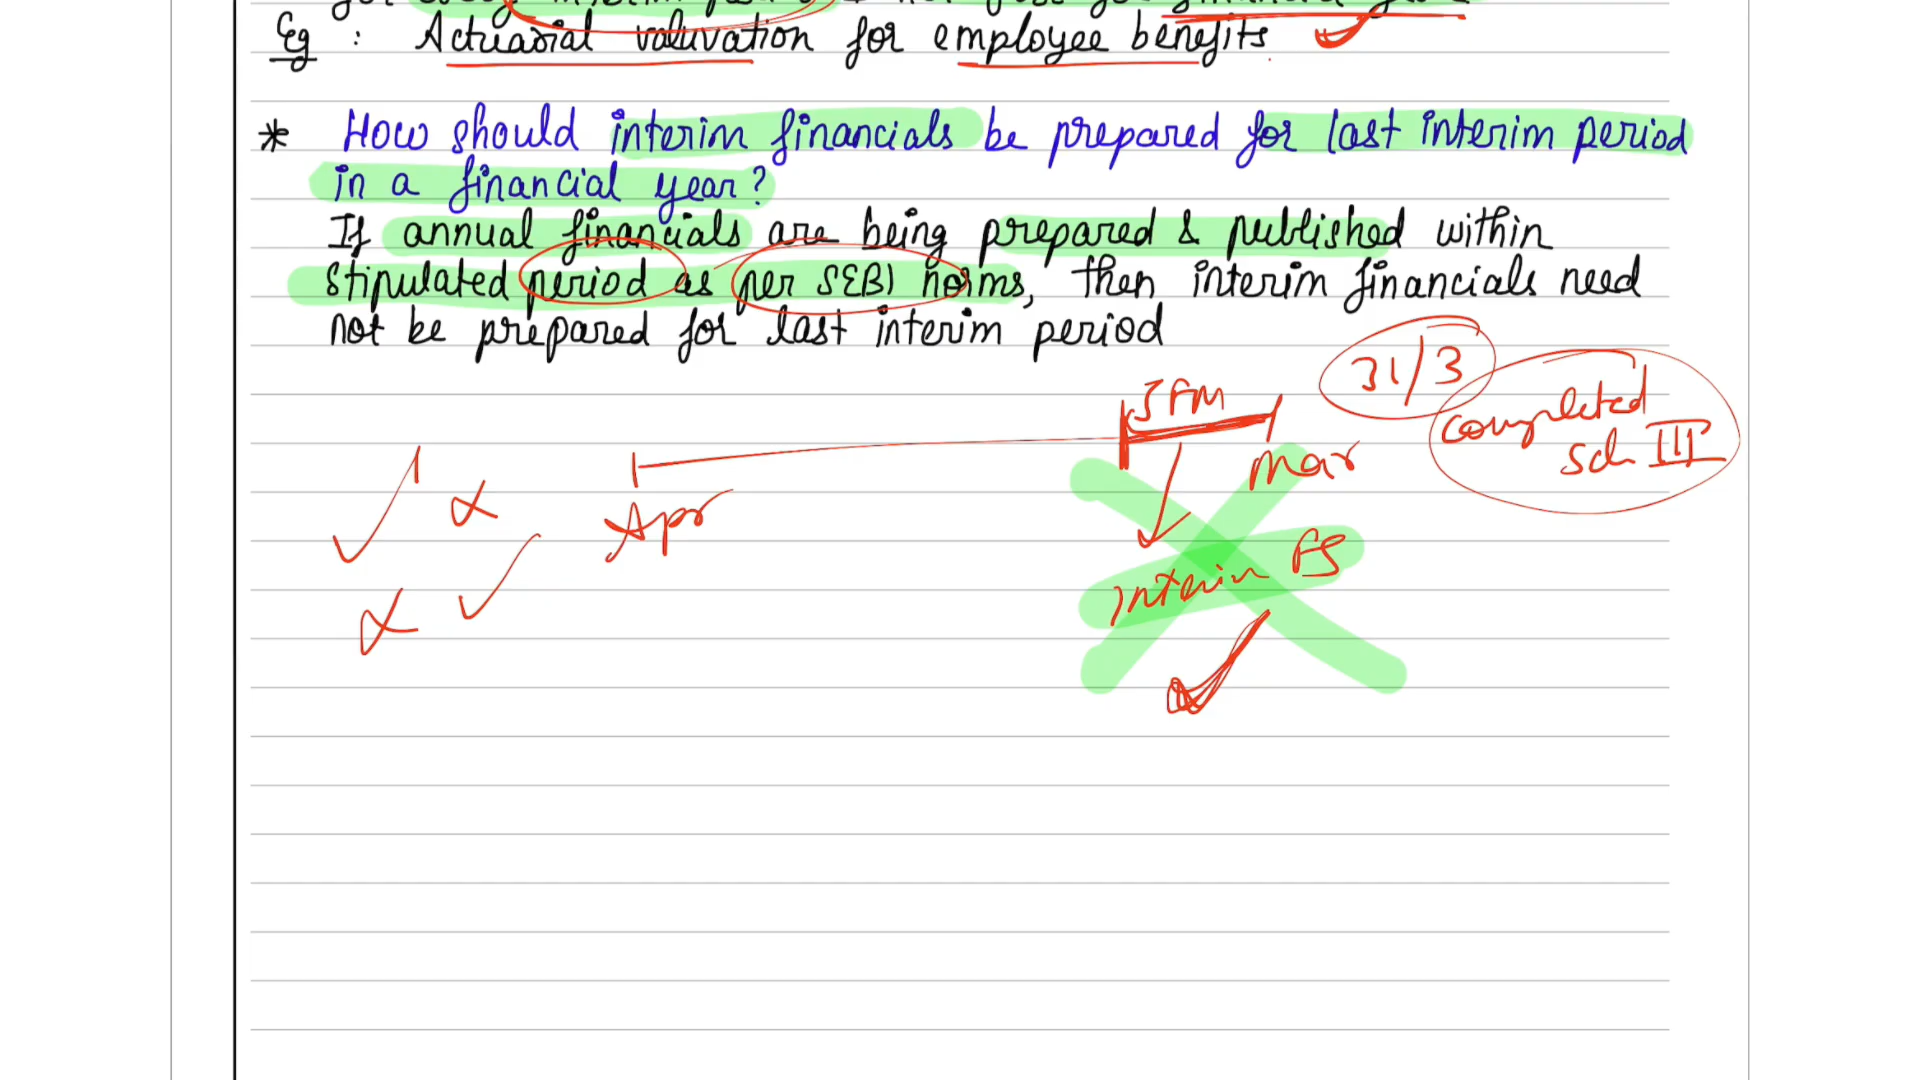 Eg : Actuarial valuvation for employee benefits
* How should interim financials be prepared for last interim period
in a financial year?
If annual financials are being prepared & published within
stipulated period as per SEBI norms, then interim financials need
not be prepared for last interim period
31/3
JFM
completed
Sch III
Mar
Apr
Interim FS